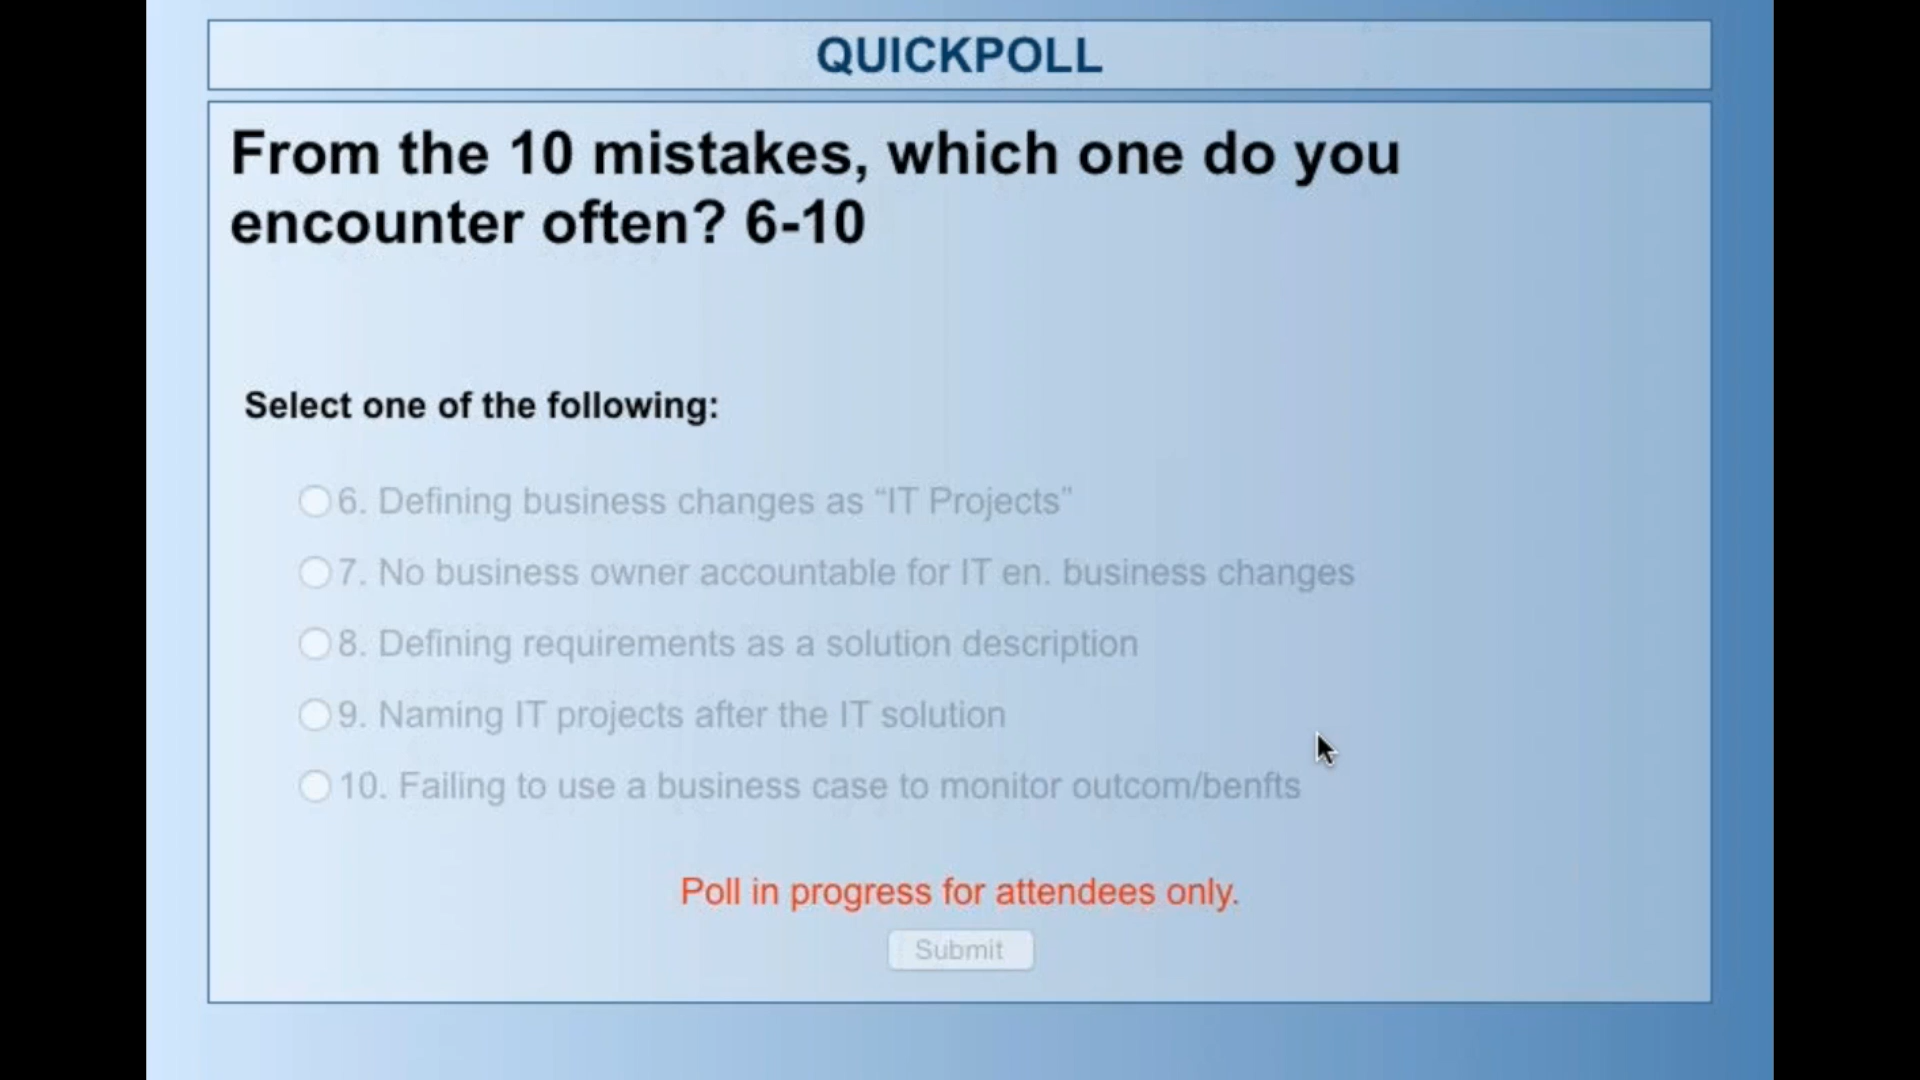 QUICKPOLL
From the 10 mistakes, which one do you
encounter often? 6-10
Select one of the following:
6. Defining business changes as “IT Projects”
7. No business owner accountable for IT en. business changes
8. Defining requirements as a solution description
9. Naming IT projects after the IT solution
10. Failing to use a business case to monitor outcom/benfts
Poll in progress for attendees only.
Submit